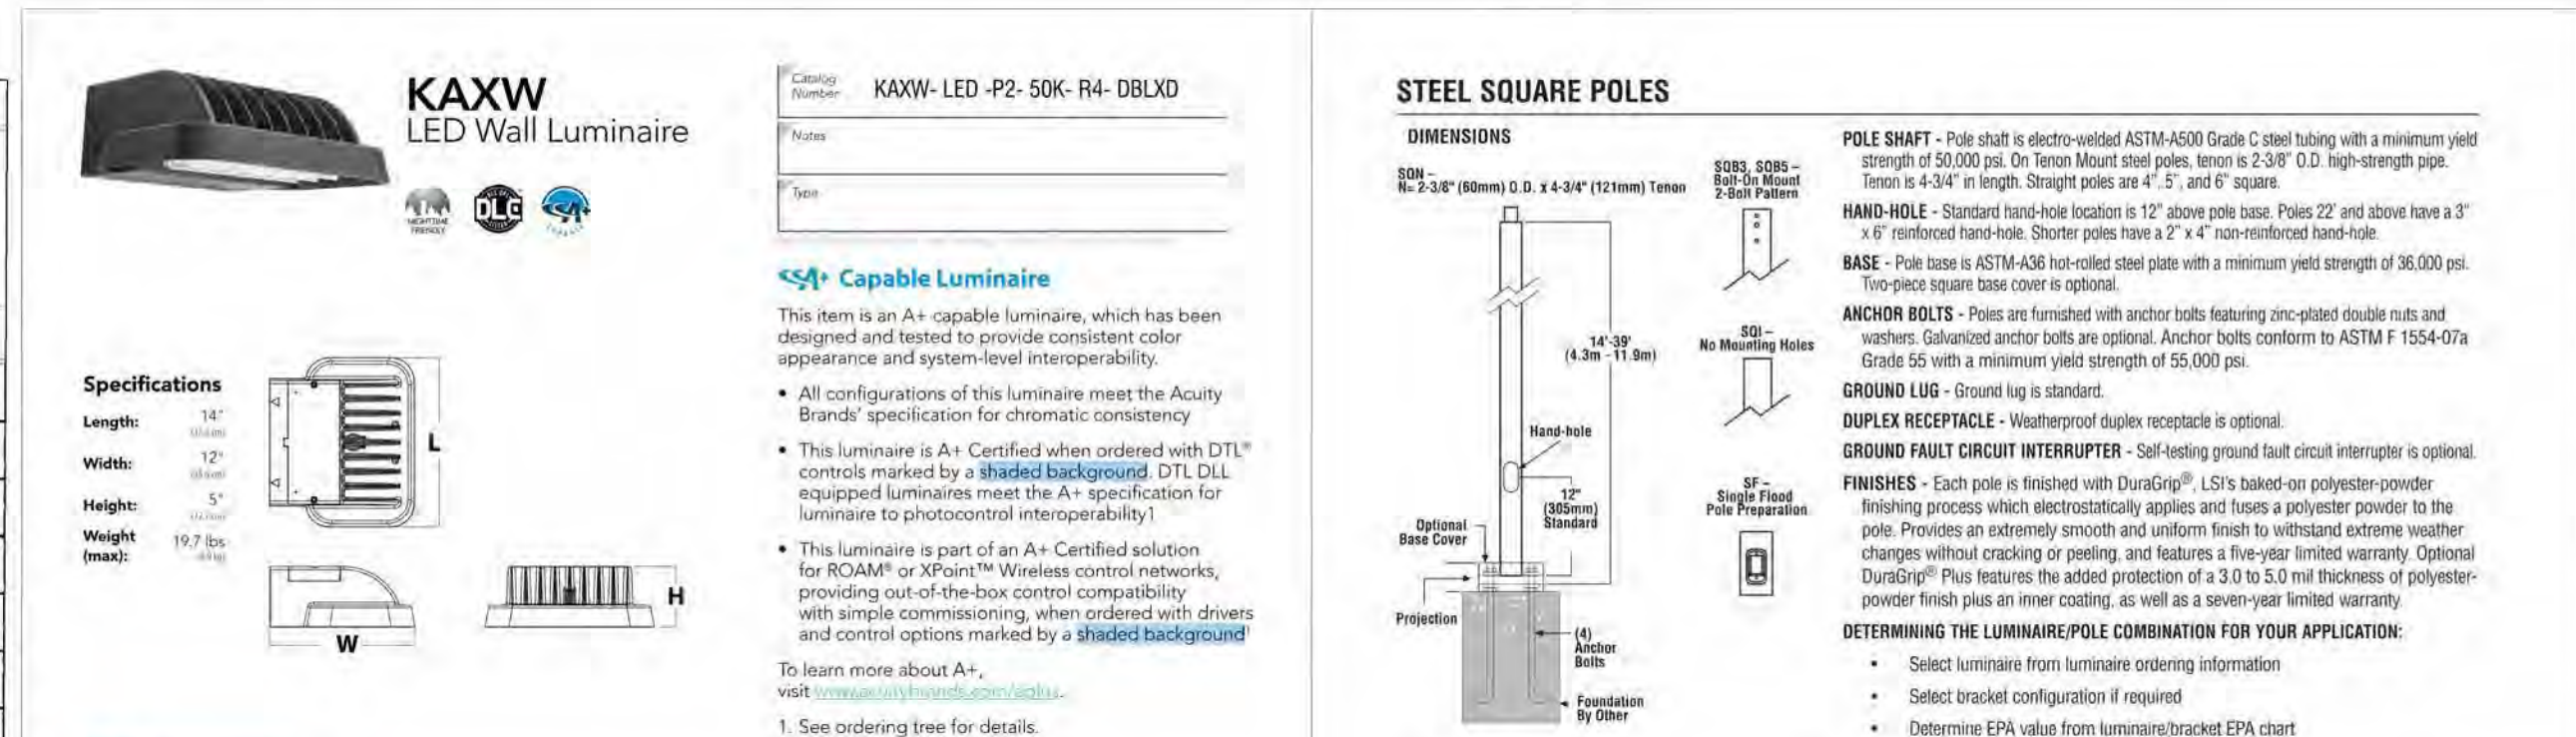 KAXW
LED Wall Luminaire
NIGHTTIME
FRIENDLY
DLC
A+
Specifications
Length: 14"
Width: 12"
Height: 5"
Weight 19.7 lbs
(max):
L
W
H
Catalog
Number KAXW- LED -P2- 50K- R4- DBLXD
Notes
Type
A+ Capable Luminaire
This item is an A+ capable luminaire, which has been
designed and tested to provide consistent color
appearance and system-level interoperability.
• All configurations of this luminaire meet the Acuity
Brands' specification for chromatic consistency
• This luminaire is A+ Certified when ordered with DTL®
controls marked by a shaded background. DTL DLL
equipped luminaires meet the A+ specification for
luminaire to photocontrol interoperability1
• This luminaire is part of an A+ Certified solution
for ROAM® or XPoint™ Wireless control networks,
providing out-of-the-box control compatibility
with simple commissioning, when ordered with drivers
and control options marked by a shaded background1
To learn more about A+,
visit www.acuitybrands.com/aplus.
1. See ordering tree for details.
STEEL SQUARE POLES
DIMENSIONS
SQN –
N= 2-3/8" (60mm) O.D. x 4-3/4" (121mm) Tenon
SQB3, SQB5 –
Bolt-On Mount
2-Bolt Pattern
14'-39'
(4.3m - 11.9m)
SQI –
No Mounting Holes
Hand-hole
12"
(305mm)
Standard
SF –
Single Flood
Pole Preparation
Optional
Base Cover
Projection
(4)
Anchor
Bolts
Foundation
By Other
POLE SHAFT - Pole shaft is electro-welded ASTM-A500 Grade C steel tubing with a minimum yield
strength of 50,000 psi. On Tenon Mount steel poles, tenon is 2-3/8" O.D. high-strength pipe.
Tenon is 4-3/4" in length. Straight poles are 4", 5", and 6" square.
HAND-HOLE - Standard hand-hole location is 12" above pole base. Poles 22' and above have a 3"
x 6" reinforced hand-hole. Shorter poles have a 2" x 4" non-reinforced hand-hole.
BASE - Pole base is ASTM-A36 hot-rolled steel plate with a minimum yield strength of 36,000 psi.
Two-piece square base cover is optional.
ANCHOR BOLTS - Poles are furnished with anchor bolts featuring zinc-plated double nuts and
washers. Galvanized anchor bolts are optional. Anchor bolts conform to ASTM F 1554-07a
Grade 55 with a minimum yield strength of 55,000 psi.
GROUND LUG - Ground lug is standard.
DUPLEX RECEPTACLE - Weatherproof duplex receptacle is optional.
GROUND FAULT CIRCUIT INTERRUPTER - Self-testing ground fault circuit interrupter is optional.
FINISHES - Each pole is finished with DuraGrip®, LSI's baked-on polyester-powder
finishing process which electrostatically applies and fuses a polyester powder to the
pole. Provides an extremely smooth and uniform finish to withstand extreme weather
changes without cracking or peeling, and features a five-year limited warranty. Optional
DuraGrip® Plus features the added protection of a 3.0 to 5.0 mil thickness of polyester-
powder finish plus an inner coating, as well as a seven-year limited warranty.
DETERMINING THE LUMINAIRE/POLE COMBINATION FOR YOUR APPLICATION:
• Select luminaire from luminaire ordering information
• Select bracket configuration if required
• Determine EPA value from luminaire/bracket EPA chart